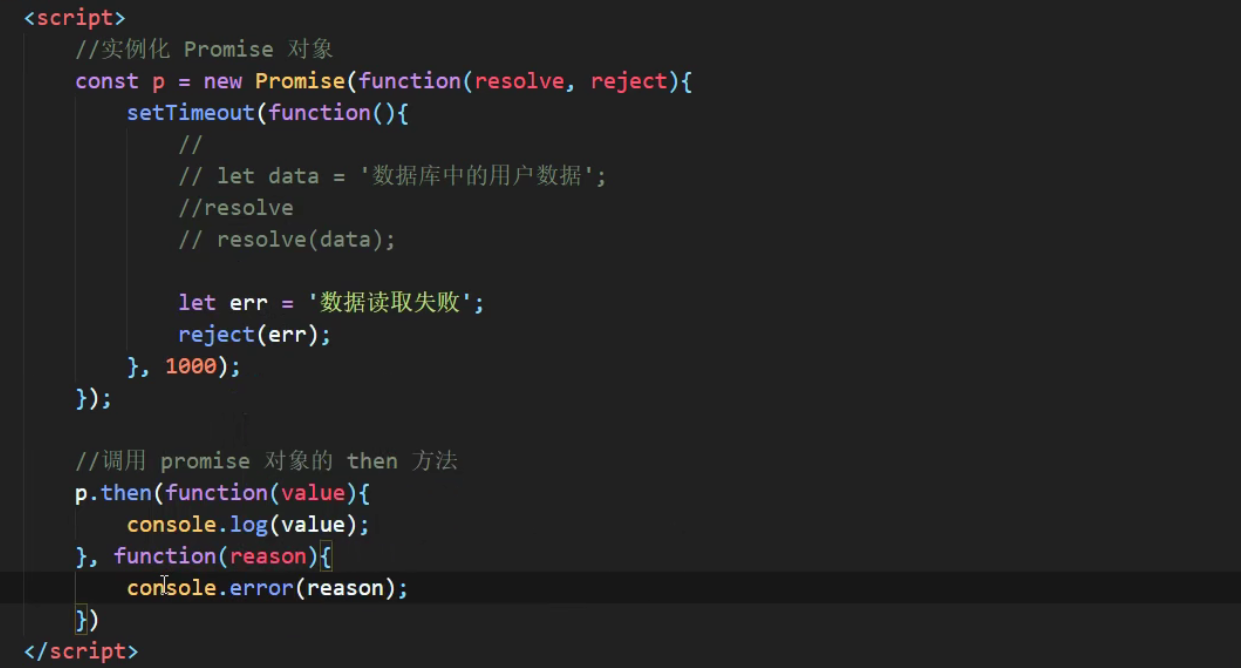 <script>
//实例化 Promise 对象
const p = new Promise(function(resolve, reject){
setTimeout(function(){
//
// let data = '数据库中的用户数据';
//resolve
// resolve(data);
let err = '数据读取失败';
reject(err);
}, 1000);
});
//调用 promise 对象的 then 方法
p.then(function(value){
console.log(value);
}, function(reason){
console.error(reason);
})
</script>